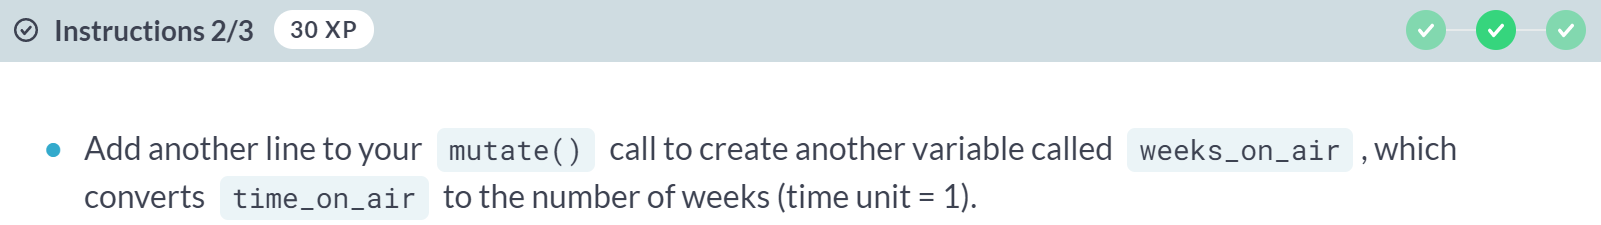 Instructions 2/3 30 XP
Add another line to your mutate() call to create another variable called weeks_on_air , which
converts time_on_air to the number of weeks (time unit = 1).